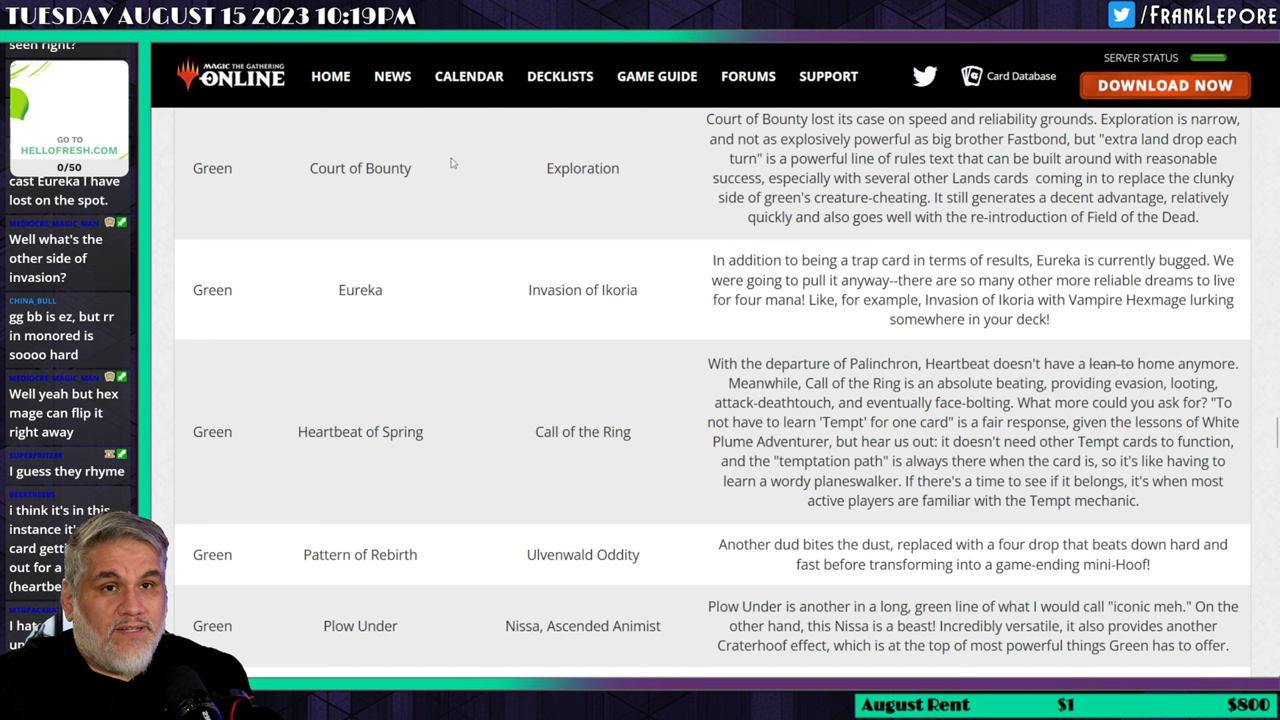 TUESDAY AUGUST 15 2023 10:19PM
/FRANKLEPORE
seen right?
GO TO
HELLOFRESH.COM
0/50
cast Eureka I have
lost on the spot.
MEDIOCRE_MAGIC_MAN
Well what's the
other side of
invasion?
CHINA_BULL
gg bb is ez, but rr
in monored is
soooo hard
MEDIOCRE_MAGIC_MAN
Well yeah but hex
mage can flip it
right away
SUPERFRITZ88
I guess they rhyme
BEERTREEBS
i think it's in this
instance it'
card getti
out for a
(heartbe
MTGPACKRA
I hat
un
MAGIC THE GATHERING
ONLINE
HOME
NEWS
CALENDAR
DECKLISTS
GAME GUIDE
FORUMS
SUPPORT
Card Database
SERVER STATUS
DOWNLOAD NOW
Green
Court of Bounty
Exploration
Court of Bounty lost its case on speed and reliability grounds. Exploration is narrow,
and not as explosively powerful as big brother Fastbond, but "extra land drop each
turn" is a powerful line of rules text that can be built around with reasonable
success, especially with several other Lands cards coming in to replace the clunky
side of green's creature-cheating. It still generates a decent advantage, relatively
quickly and also goes well with the re-introduction of Field of the Dead.
Green
Eureka
Invasion of Ikoria
In addition to being a trap card in terms of results, Eureka is currently bugged. We
were going to pull it anyway--there are so many other more reliable dreams to live
for four mana! Like, for example, Invasion of Ikoria with Vampire Hexmage lurking
somewhere in your deck!
Green
Heartbeat of Spring
Call of the Ring
With the departure of Palinchron, Heartbeat doesn't have a lean-to home anymore.
Meanwhile, Call of the Ring is an absolute beating, providing evasion, looting,
attack-deathtouch, and eventually face-bolting. What more could you ask for? "To
not have to learn 'Tempt' for one card" is a fair response, given the lessons of White
Plume Adventurer, but hear us out: it doesn't need other Tempt cards to function,
and the "temptation path" is always there when the card is, so it's like having to
learn a wordy planeswalker. If there's a time to see if it belongs, it's when most
active players are familiar with the Tempt mechanic.
Green
Pattern of Rebirth
Ulvenwald Oddity
Another dud bites the dust, replaced with a four drop that beats down hard and
fast before transforming into a game-ending mini-Hoof!
Green
Plow Under
Nissa, Ascended Animist
Plow Under is another in a long, green line of what I would call "iconic meh." On the
other hand, this Nissa is a beast! Incredibly versatile, it also provides another
Craterhoof effect, which is at the top of most powerful things Green has to offer.
August Rent
$1
$800